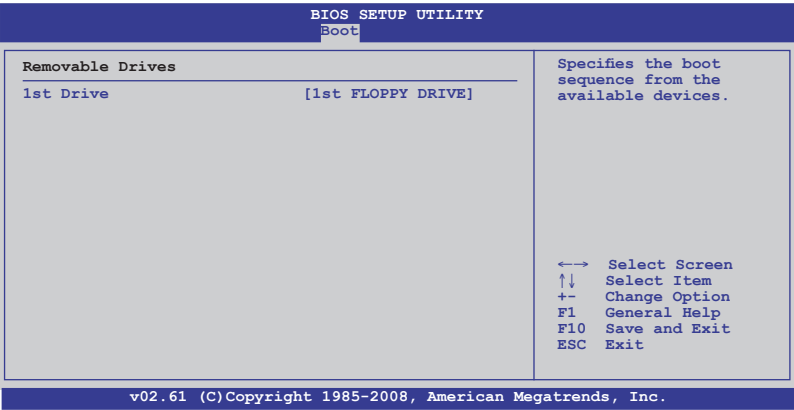 BIOS SETUP UTILITY
Boot
Removable Drives
1st Drive [1st FLOPPY DRIVE]
Specifies the boot
sequence from the
available devices.
←→ Select Screen
↑↓ Select Item
+- Change Option
F1 General Help
F10 Save and Exit
ESC Exit
v02.61 (C)Copyright 1985-2008, American Megatrends, Inc.